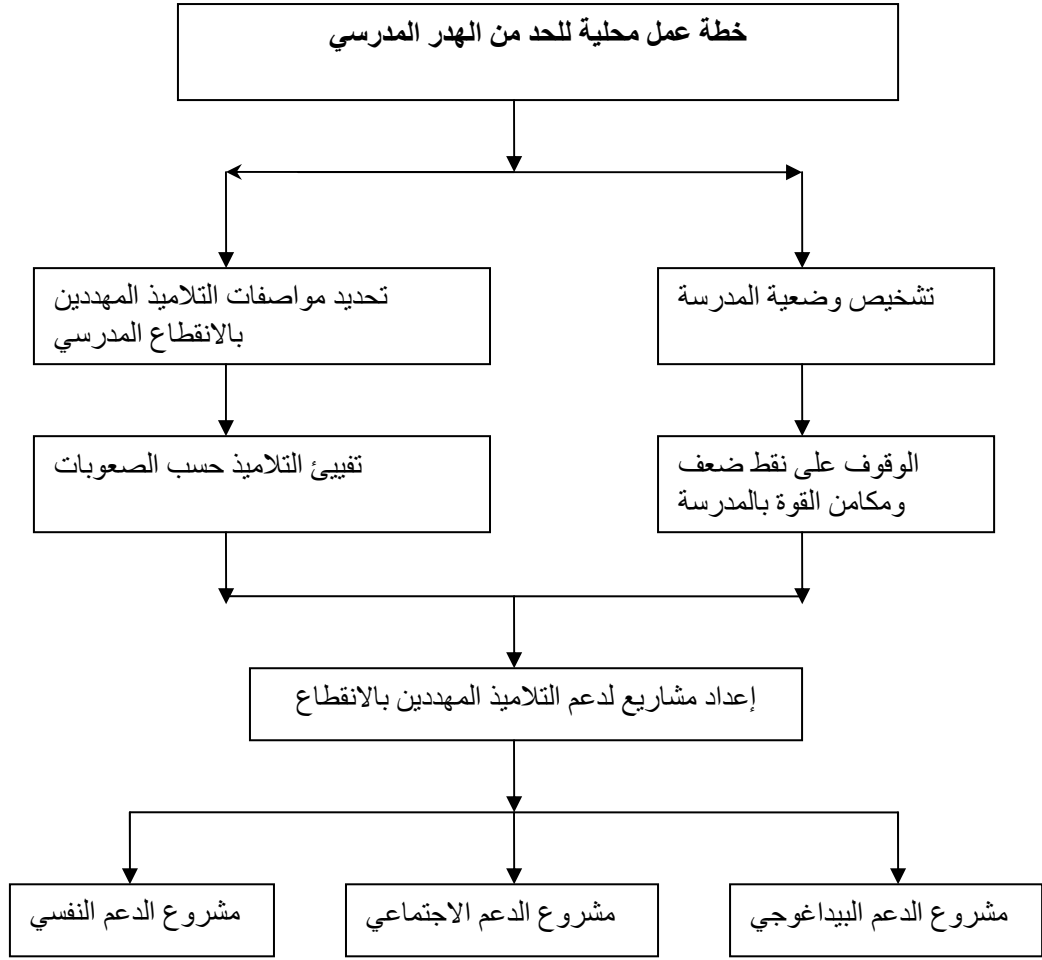 خطة عمل محلية للحد من الهدر المدرسي
تشخيص وضعية المدرسة
تحديد مواصفات التلاميذ المهددين
بالانقطاع المدرسي
الوقوف على نقط ضعف
ومكامن القوة بالمدرسة
تفييئ التلاميذ حسب الصعوبات
إعداد مشاريع لدعم التلاميذ المهددين بالانقطاع
مشروع الدعم البيداغوجي
مشروع الدعم الاجتماعي
مشروع الدعم النفسي